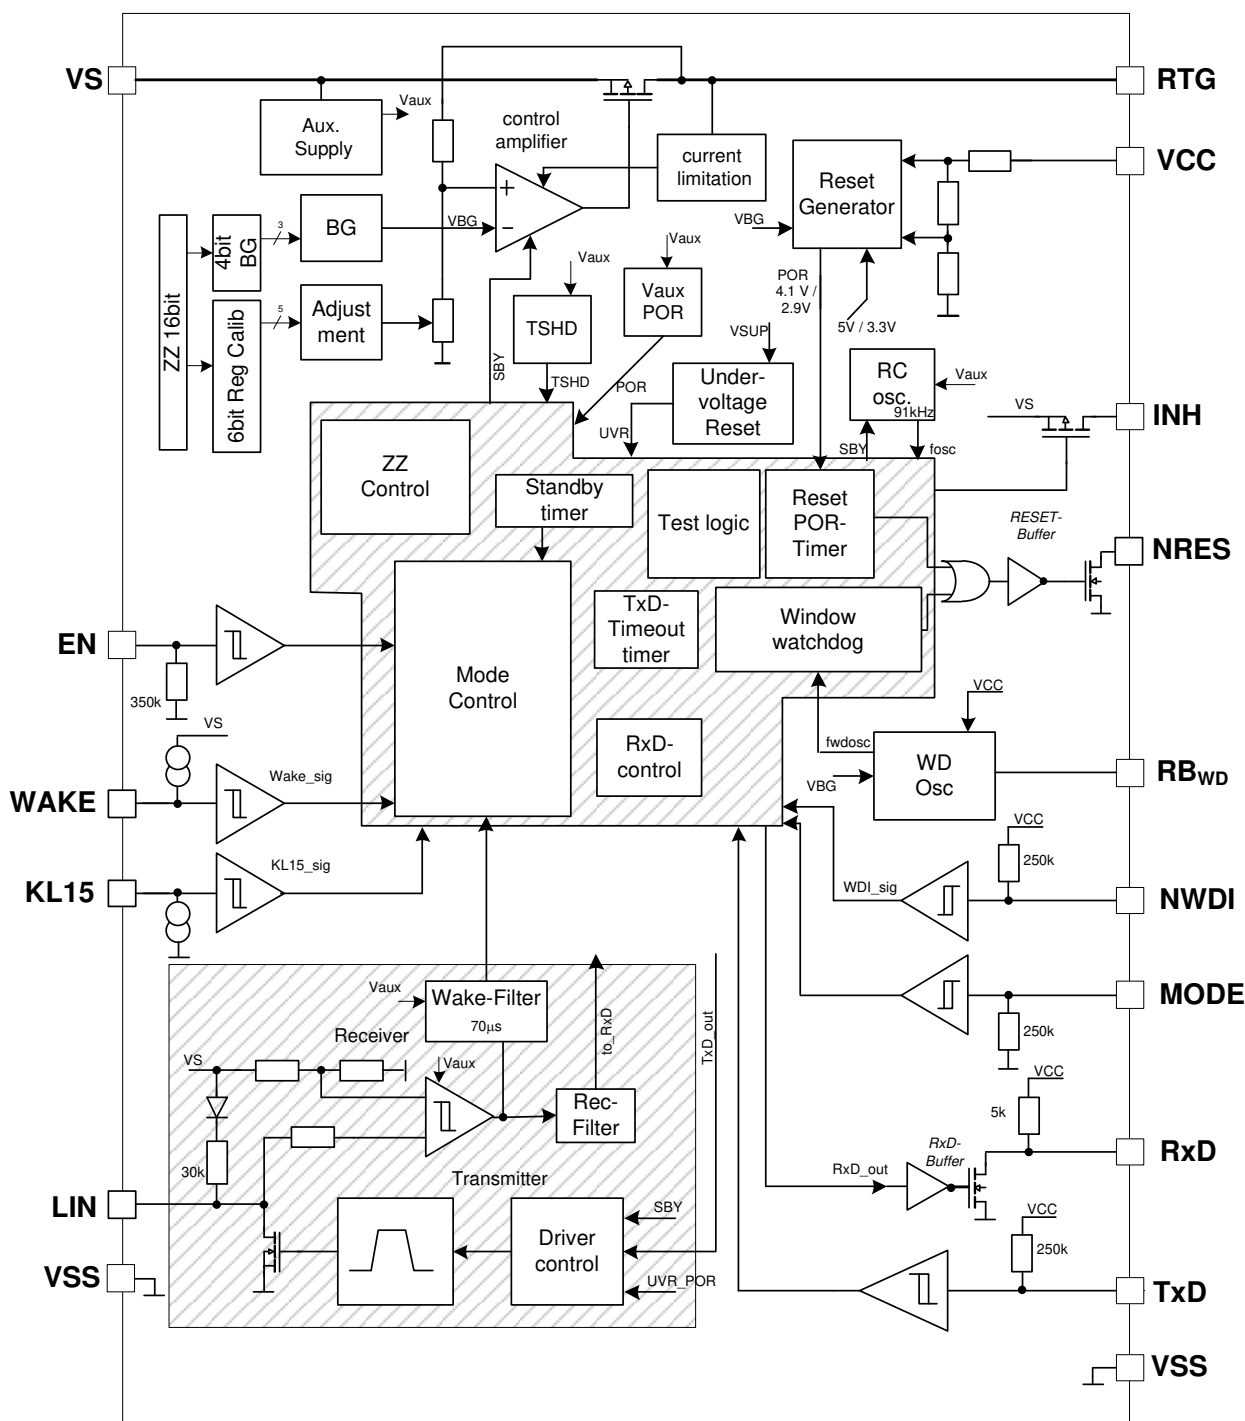 VS
RTG
Aux.
Supply
Vaux
control
amplifier
current
limitation
Reset
Generator
VCC
ZZ 16bit
4bit
BG
3
BG
VBG
+
−
VBG
Vaux
Vaux
6bit Reg Calib
5
Adjust
ment
TSHD
Vaux
POR
POR
4.1 V /
2.9V
5V / 3.3V
VSUP
SBY
TSHD
POR
Under-
voltage
Reset
UVR
RC
osc.
91kHz
Vaux
SBY
fosc
VS
INH
ZZ
Control
Standby
timer
Test logic
Reset
POR-
Timer
RESET-
Buffer
NRES
TxD-
Timeout
timer
Window
watchdog
EN
350k
Mode
Control
VS
WAKE
Wake_sig
RxD-
control
fwdosc
VCC
WD
Osc
VBG
RBWD
KL15
KL15_sig
VCC
250k
WDI_sig
NWDI
MODE
250k
Vaux
Wake-Filter
70µs
Receiver
to_RxD
TxD_out
VS
Vaux
Rec-
Filter
30k
VCC
5k
RxD-
Buffer
RxD_out
RxD
LIN
Transmitter
SBY
Driver
control
UVR_POR
VCC
250k
VSS
TxD
VSS